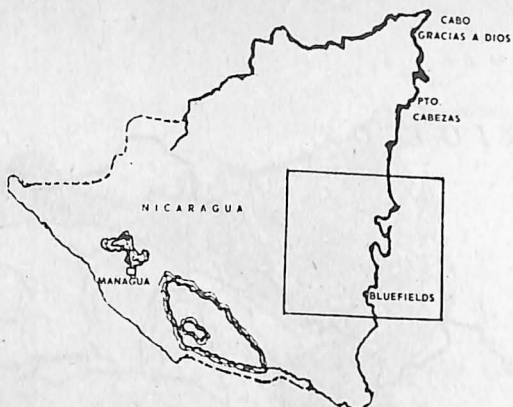 CABO
GRACIAS A DIOS
PTO.
CABEZAS
NICARAGUA
MANAGUA
BLUEFIELDS